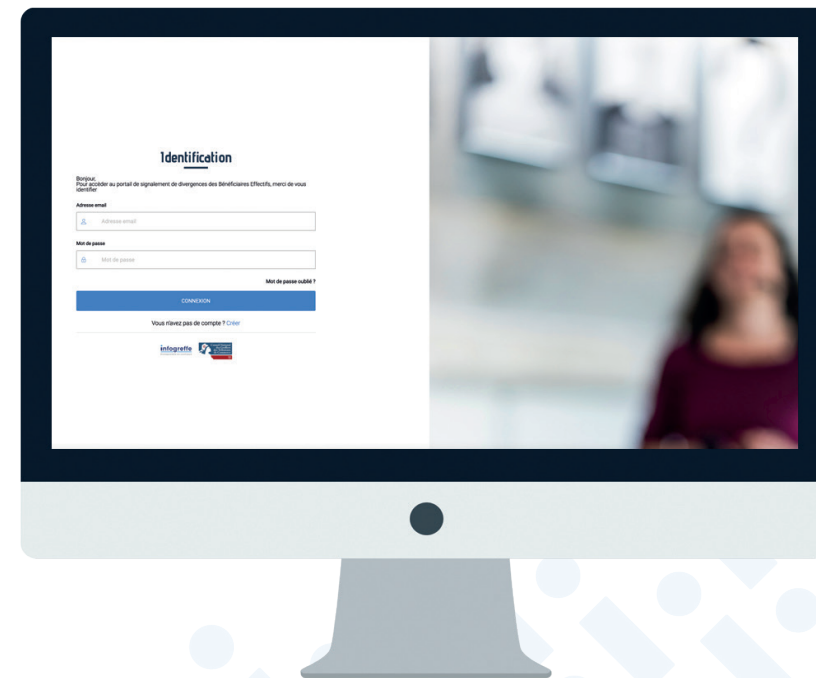 Identification
Bonjour,
Pour accéder au portail de signalement de divergences des Bénéficiaires Effectifs, merci de vous
identifier
Adresse email
Adresse email
Mot de passe
Mot de passe
Mot de passe oublié ?
CONNEXION
Vous n'avez pas de compte ? Créer
infogreffe